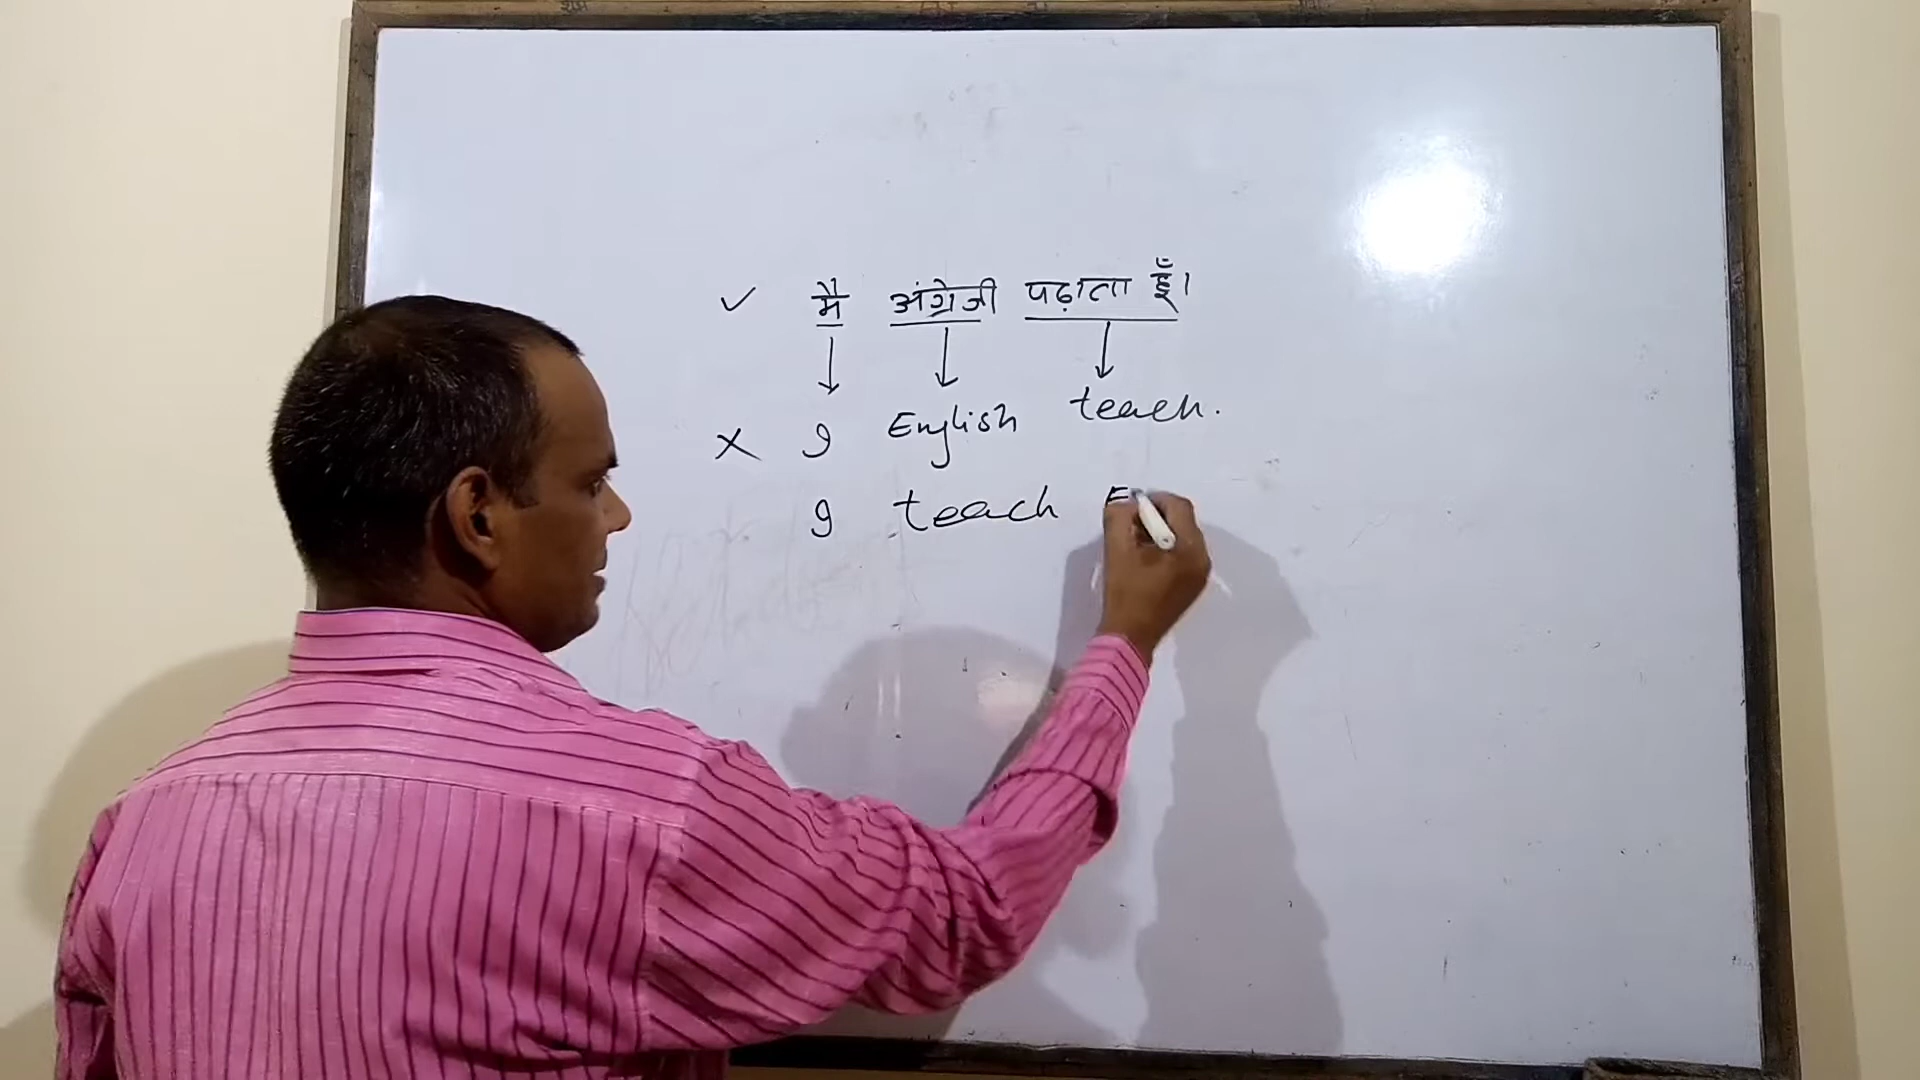 ✓ मै अंग्रेजी पढ़ाता हूँ।
X I English teach.
I teach E